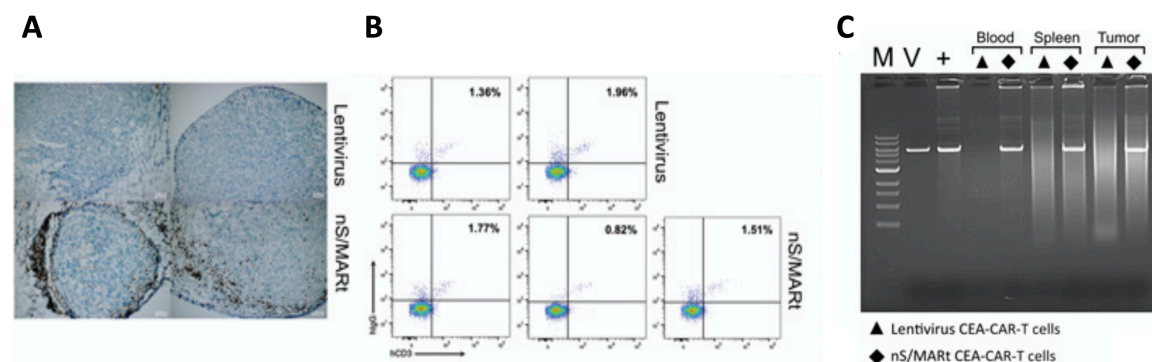 A
B
C
Lentivirus
nS/MARt
1.36%
1.96%
Lentivirus
1.77%
0.82%
1.51%
nS/MARt
hIgG
hCD3
Blood Spleen Tumor
M V + ▲ ◆ ▲ ◆ ▲ ◆
▲ Lentivirus CEA-CAR-T cells
◆ nS/MARt CEA-CAR-T cells